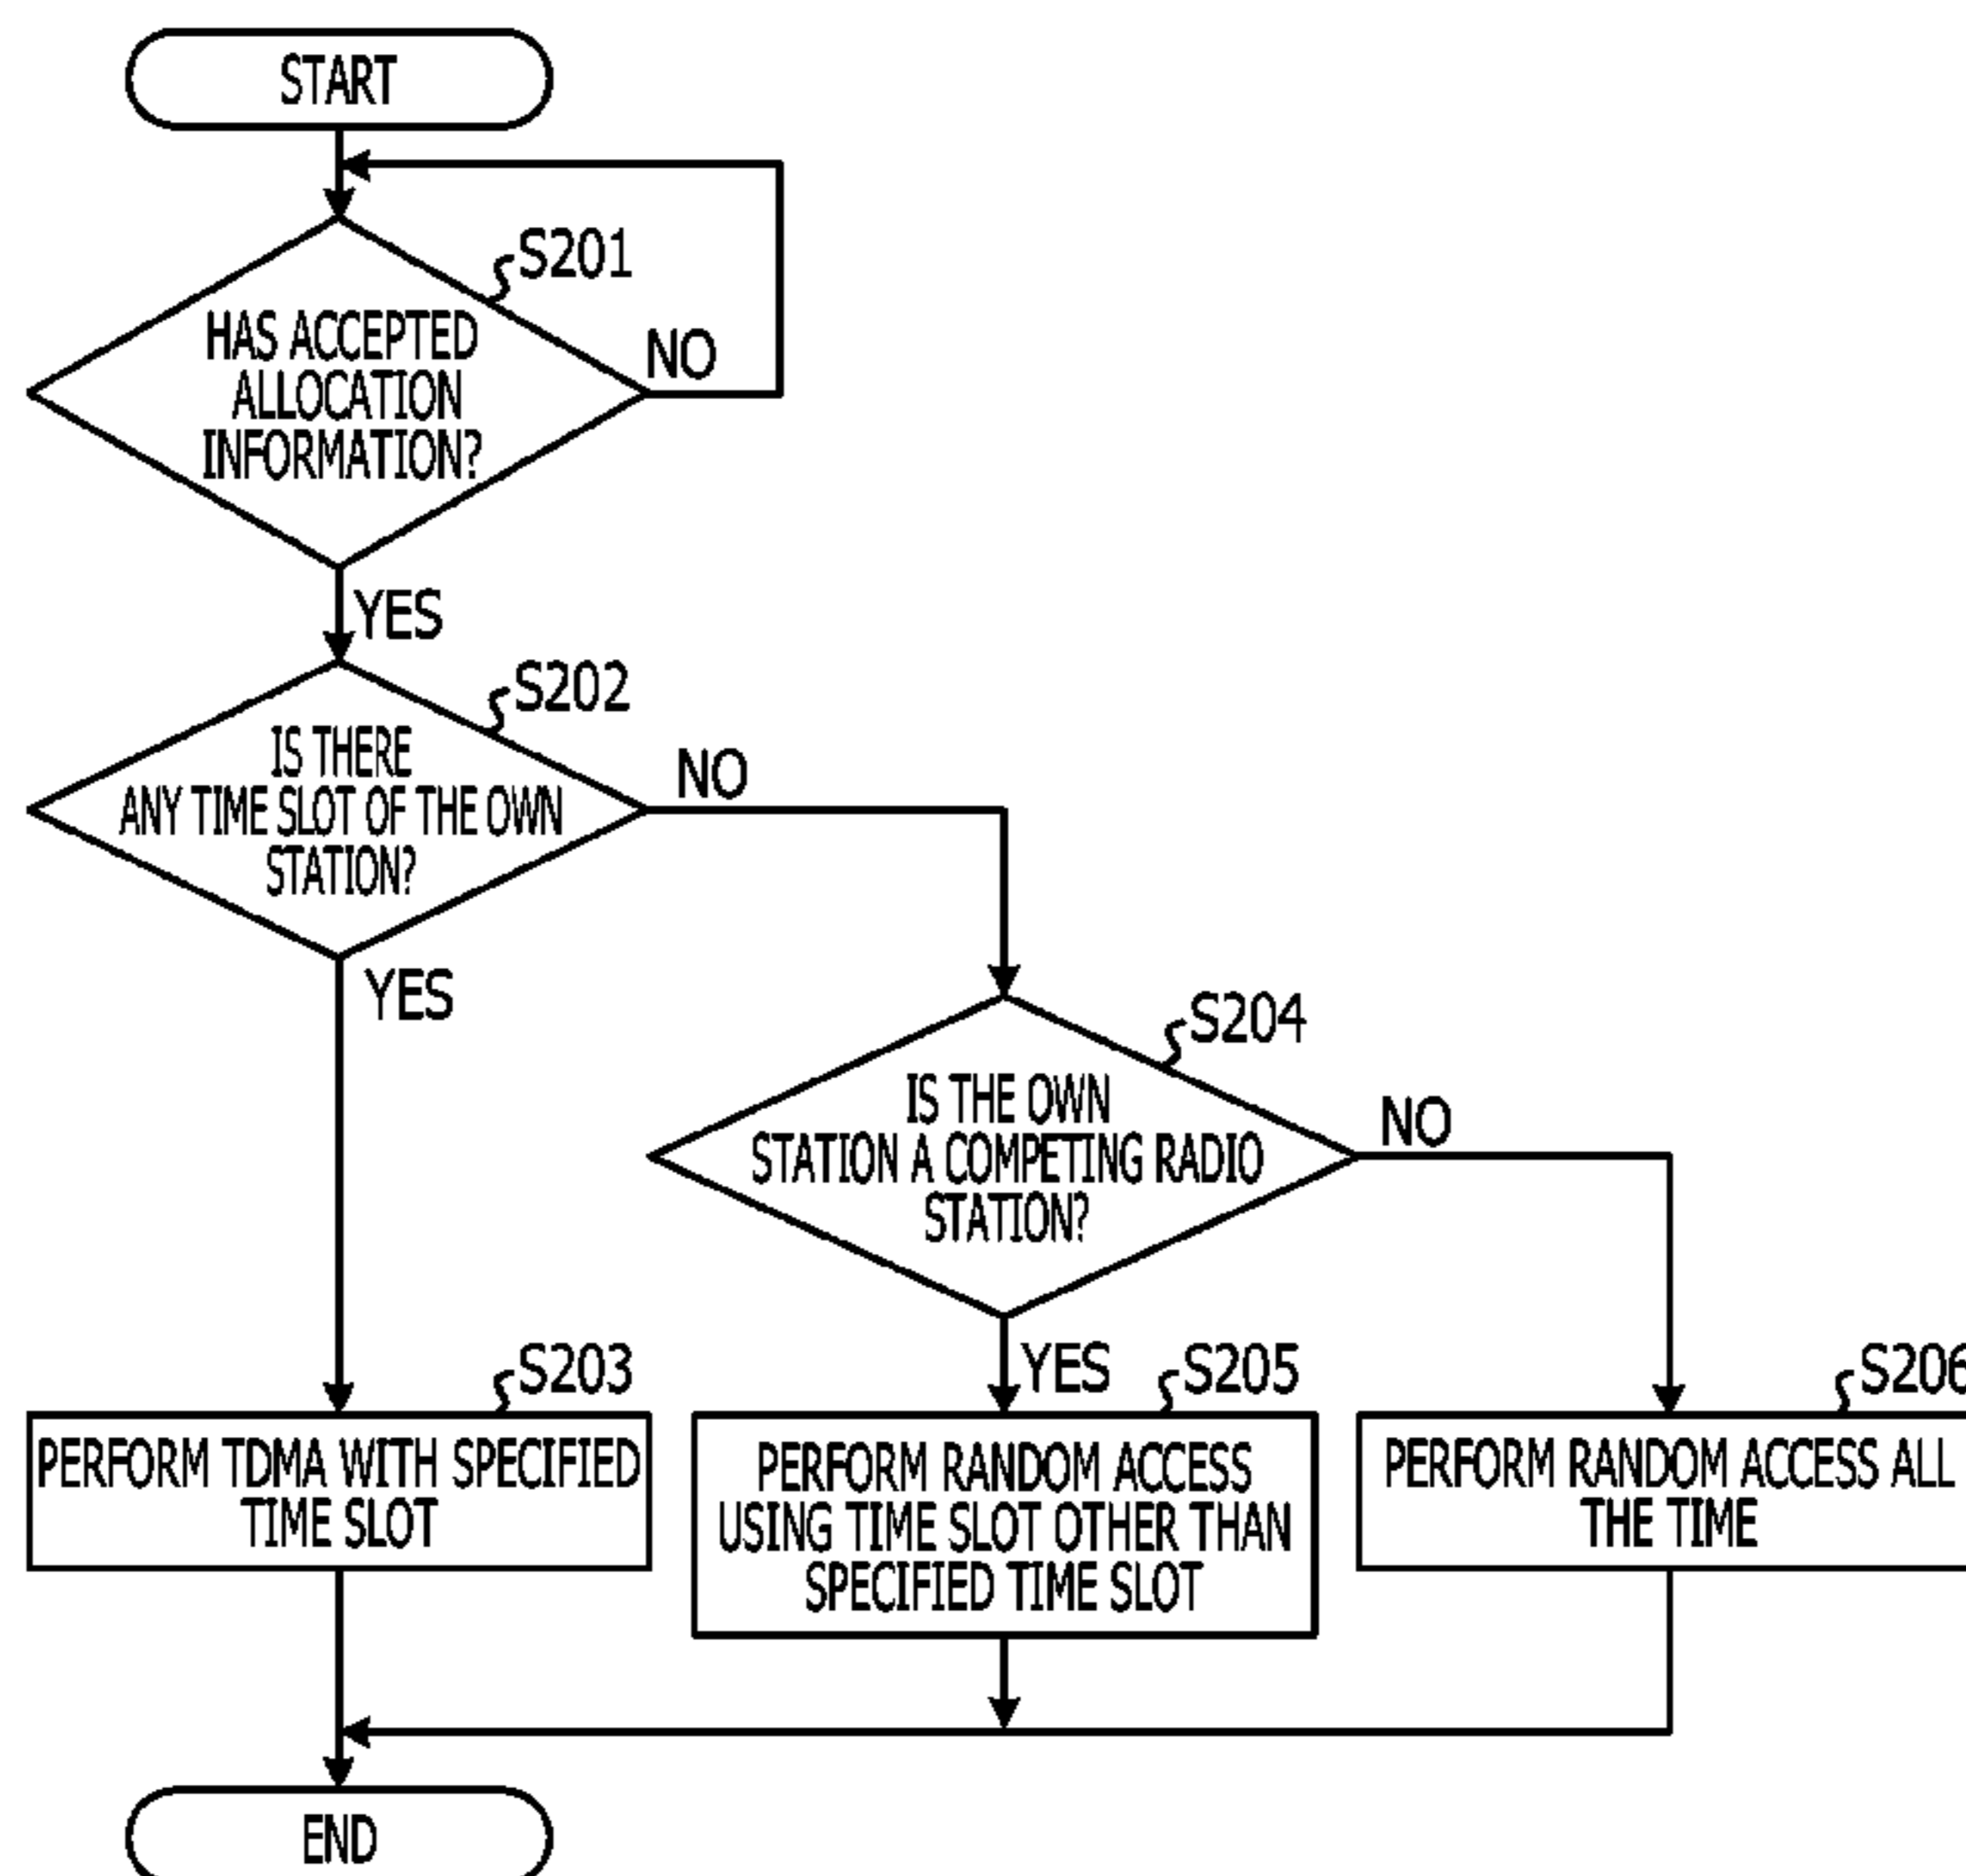 START
S201
HAS ACCEPTED
ALLOCATION
INFORMATION?
NO
YES
S202
IS THERE
ANY TIME SLOT OF THE OWN
STATION?
NO
YES
S204
IS THE OWN
STATION A COMPETING RADIO
STATION?
NO
YES
S203
PERFORM TDMA WITH SPECIFIED
TIME SLOT
S205
PERFORM RANDOM ACCESS
USING TIME SLOT OTHER THAN
SPECIFIED TIME SLOT
S206
PERFORM RANDOM ACCESS ALL
THE TIME
END